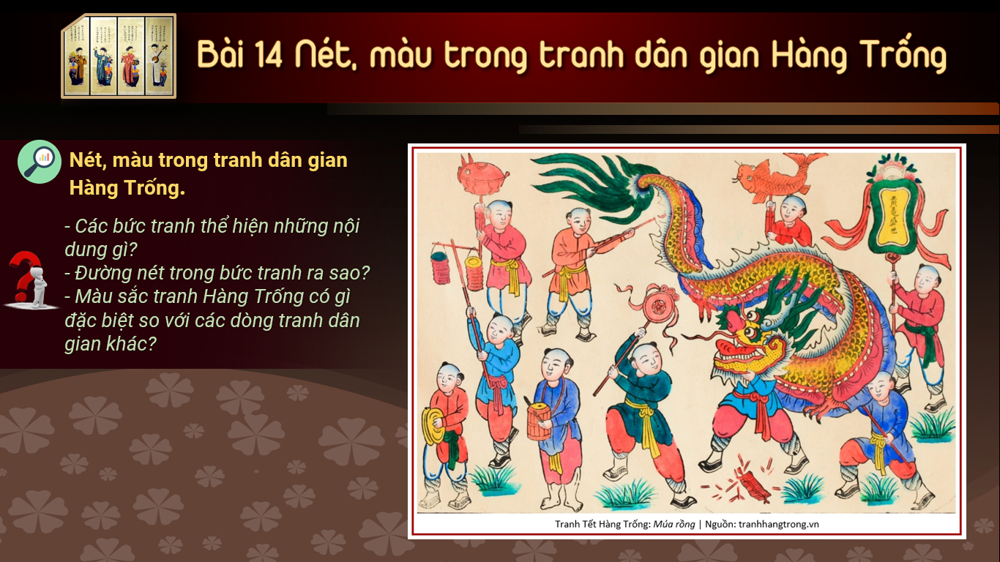 Bài 14 Nét, màu trong tranh dân gian Hàng Trống
Nét, màu trong tranh dân gian
Hàng Trống.
- Các bức tranh thể hiện những nội
dung gì?
- Đường nét trong bức tranh ra sao?
- Màu sắc tranh Hàng Trống có gì
đặc biệt so với các dòng tranh dân
gian khác?
Tranh Tết Hàng Trống: Múa rồng | Nguồn: tranhhangtrong.vn